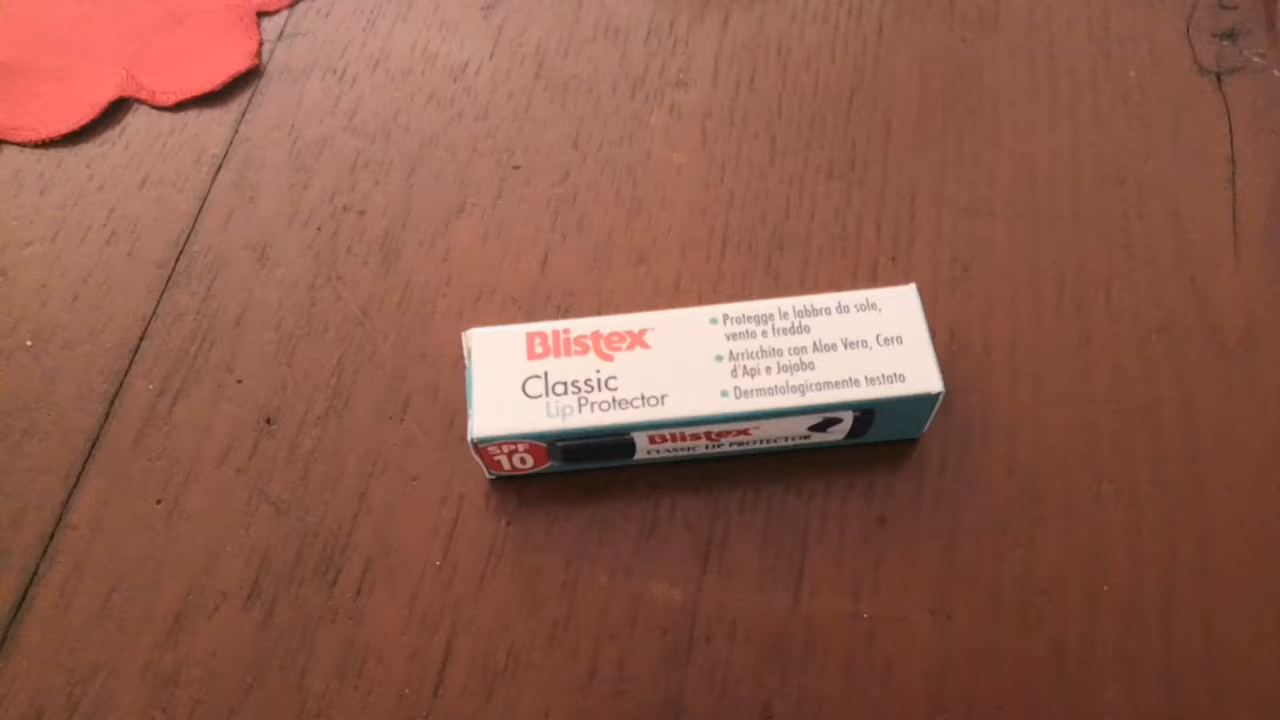 Blistex
Classic
Lip Protector
• Protegge le labbra da sole,
vento e freddo
• Arricchito con Aloe Vera, Cera
d'Api e Jojoba
• Dermatologicamente testato
SPF
10
Blistex
CLASSIC LIP PROTECTOR